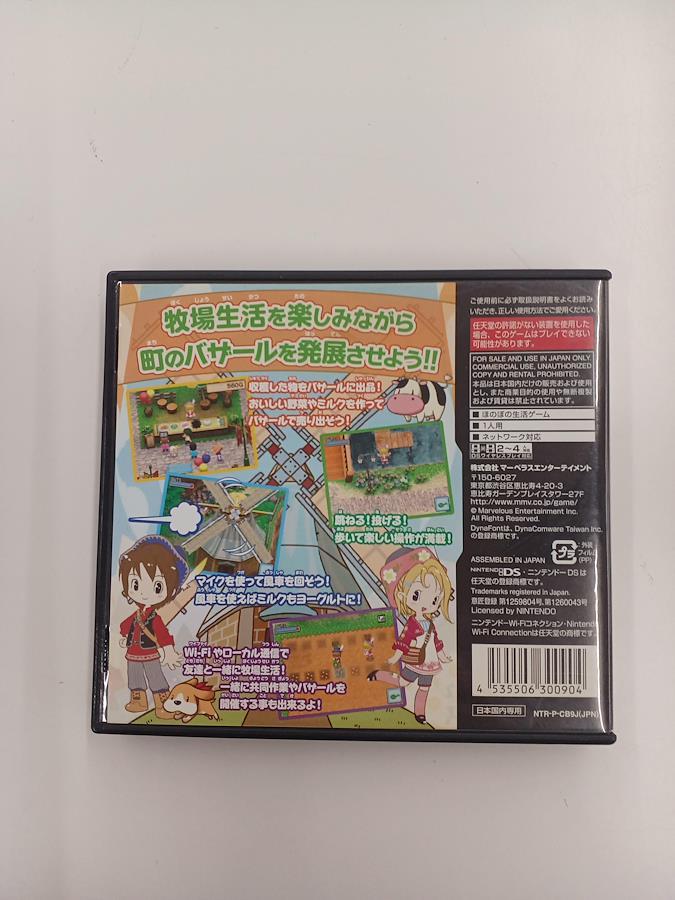 牧場生活を楽しみながら
町のバザールを発展させよう!!
収穫した物をバザールに出品!
おいしい野菜やミルクを作って
バザールで売り出そう!
560G
跳ねる!投げる!
歩いて楽しい操作が満載!
マイクを使って風車を回そう!
風車を使えばミルクもヨーグルトに!
Wi-Fiやローカル通信で
友達と一緒に牧場生活!
一緒に共同作業やバザールを
開催する事も出来るよ!
ご使用前に必ず取扱説明書をよくお読み
いただき、正しい使用方法でご愛用ください。
任天堂の許諾がない装置を使用した
場合、このゲームはプレイできない
可能性があります。
FOR SALE AND USE IN JAPAN ONLY.
COMMERCIAL USE, UNAUTHORIZED
COPY AND RENTAL PROHIBITED.
本品は日本国内だけの販売および使用
とし、また商業目的の使用や無断複製
および賃貸は禁止されています。
■ ほのぼの生活ゲーム
■ 1人用
■ ネットワーク対応
2~4人
DSワイヤレスプレイ対応
株式会社 マーベラスエンターテイメント
〒150-6027
東京都渋谷区恵比寿4-20-3
恵比寿ガーデンプレイスタワー27F
http://www.mmv.co.jp/game/
© Marvelous Entertainment Inc.
All Rights Reserved.
DynaFontは、DynaComware Taiwan Inc.
の登録商標です。
プラ
外装
フィルム
(PP)
ASSEMBLED IN JAPAN
NINTENDO DS・ニンテンドーDSは
任天堂の登録商標です。
Trademarks registered in Japan.
意匠登録 第1259804号, 第1260043号
Licensed by NINTENDO
ニンテンドーWi-Fiコネクション・Nintendo
Wi-Fi Connectionは任天堂の商標です。
4 535506 300904
日本国内専用
NTR-P-CB9J(JPN)